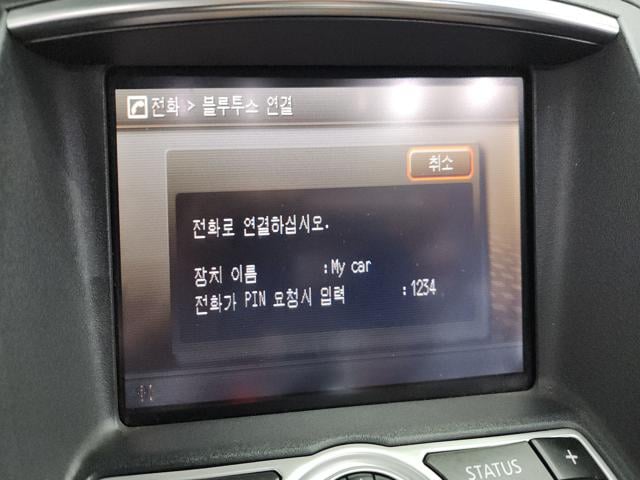 전화 > 블루투스 연결
취소
전화로 연결하십시오.
장치 이름 :My car
전화가 PIN 요청시 입력 :1234
STATUS +